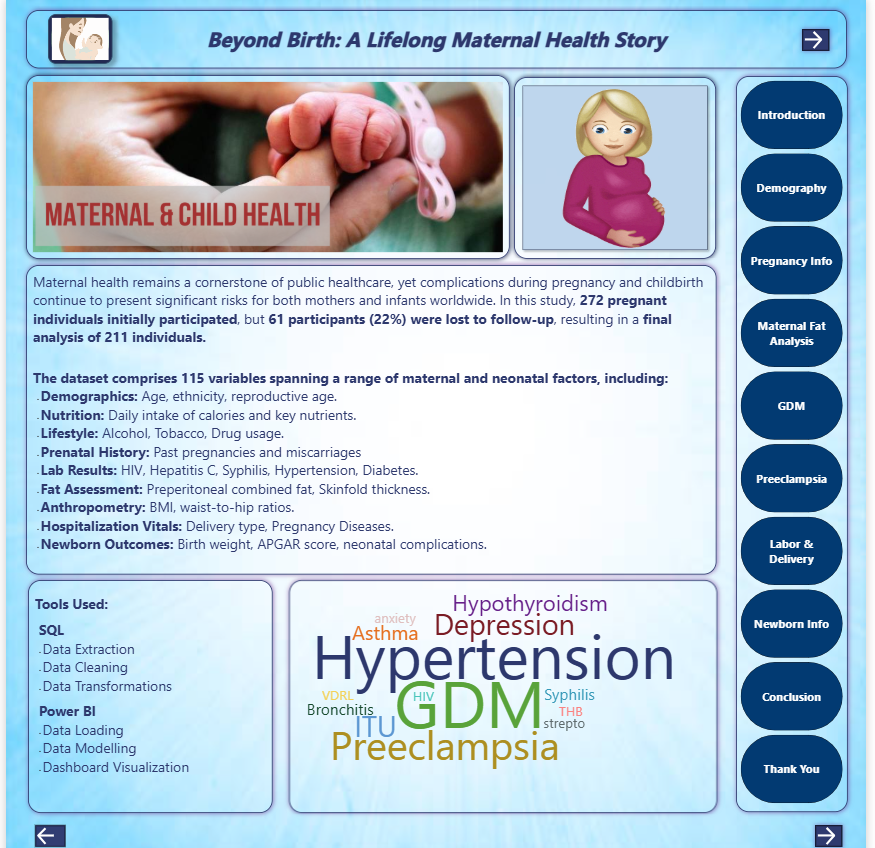 Beyond Birth: A Lifelong Maternal Health Story
MATERNAL & CHILD HEALTH
Maternal health remains a cornerstone of public healthcare, yet complications during pregnancy and childbirth
continue to present significant risks for both mothers and infants worldwide. In this study, 272 pregnant
individuals initially participated, but 61 participants (22%) were lost to follow-up, resulting in a final
analysis of 211 individuals.
The dataset comprises 115 variables spanning a range of maternal and neonatal factors, including:
.Demographics: Age, ethnicity, reproductive age.
.Nutrition: Daily intake of calories and key nutrients.
.Lifestyle: Alcohol, Tobacco, Drug usage.
.Prenatal History: Past pregnancies and miscarriages
.Lab Results: HIV, Hepatitis C, Syphilis, Hypertension, Diabetes.
.Fat Assessment: Preperitoneal combined fat, Skinfold thickness.
.Anthropometry: BMI, waist-to-hip ratios.
.Hospitalization Vitals: Delivery type, Pregnancy Diseases.
.Newborn Outcomes: Birth weight, APGAR score, neonatal complications.
Tools Used:
SQL
.Data Extraction
.Data Cleaning
.Data Transformations
Power BI
.Data Loading
.Data Modelling
.Dashboard Visualization
Hypothyroidism
anxiety
Depression
Asthma
Hypertension
VDRL
HIV
GDM
Syphilis
Bronchitis
THB
ITU
strepto
Preeclampsia
Introduction
Demography
Pregnancy Info
Maternal Fat
Analysis
GDM
Preeclampsia
Labor &
Delivery
Newborn Info
Conclusion
Thank You